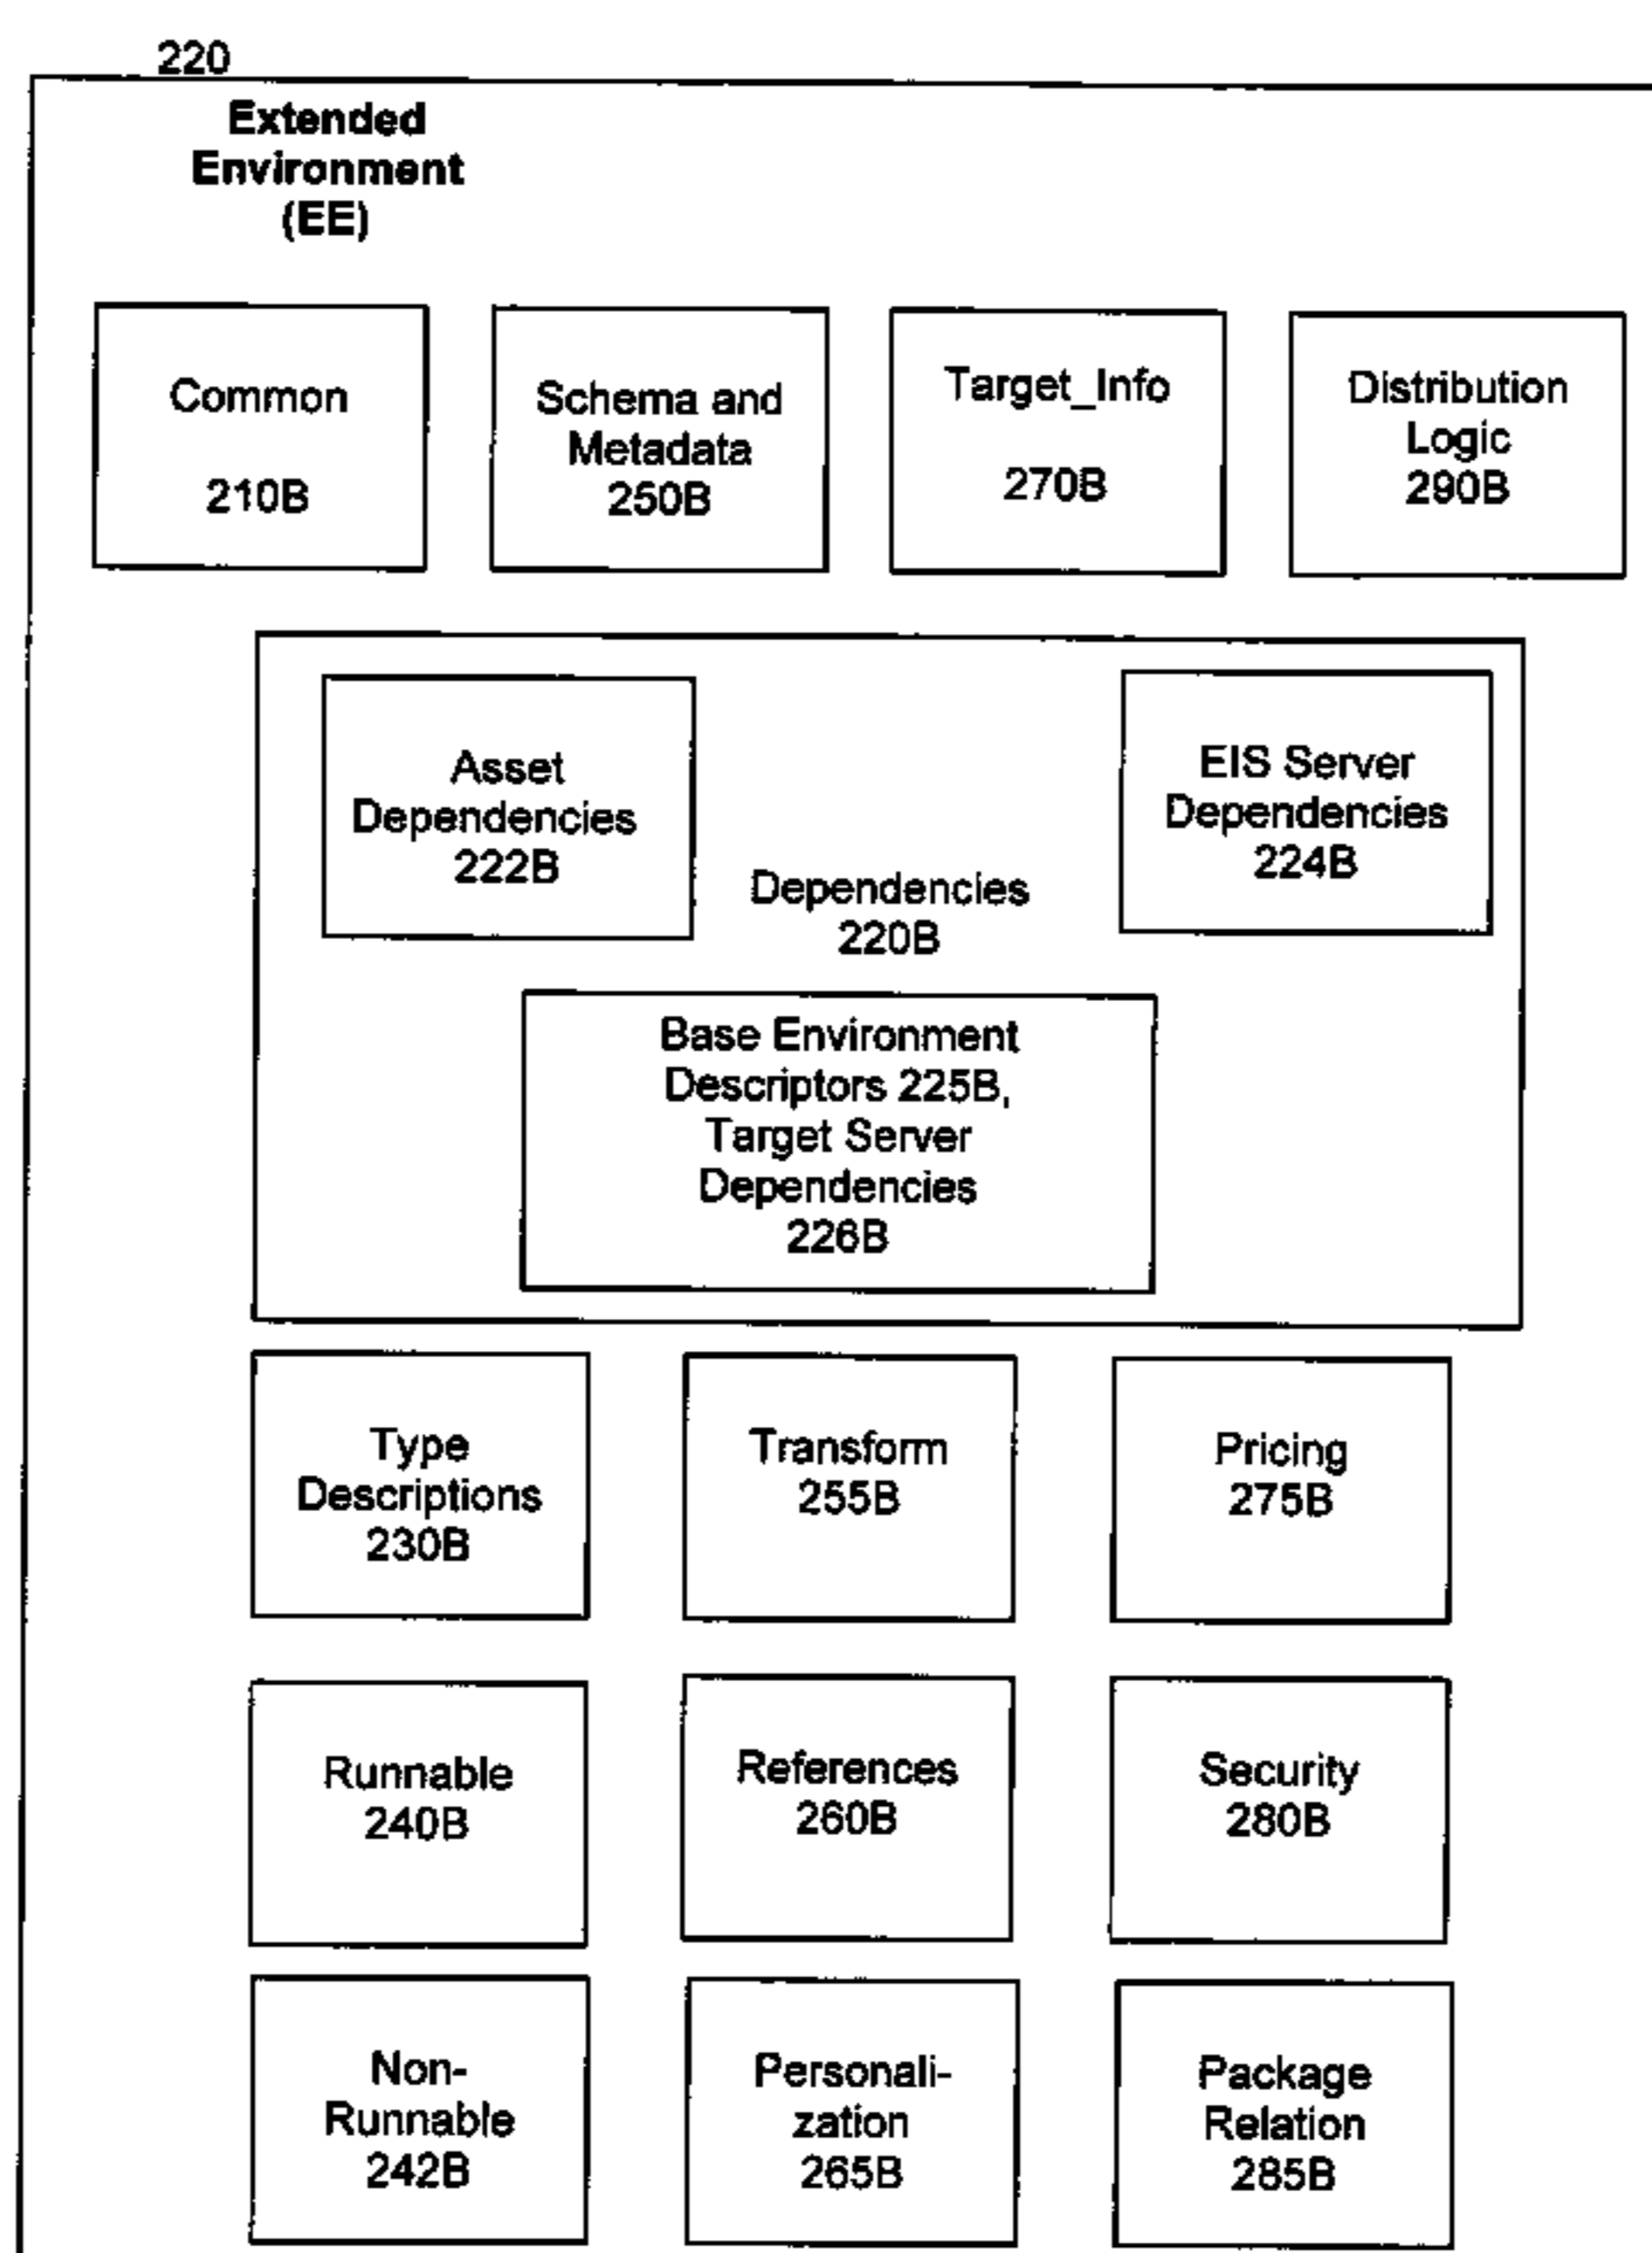 220
Extended
Environment
(EE)
Common
210B
Schema and
Metadata
250B
Target_Info
270B
Distribution
Logic
290B
Asset
Dependencies
222B
EIS Server
Dependencies
224B
Dependencies
220B
Base Environment
Descriptors 225B,
Target Server
Dependencies
226B
Type
Descriptions
230B
Transform
255B
Pricing
275B
Runnable
240B
References
260B
Security
280B
Non-
Runnable
242B
Personali-
zation
265B
Package
Relation
285B